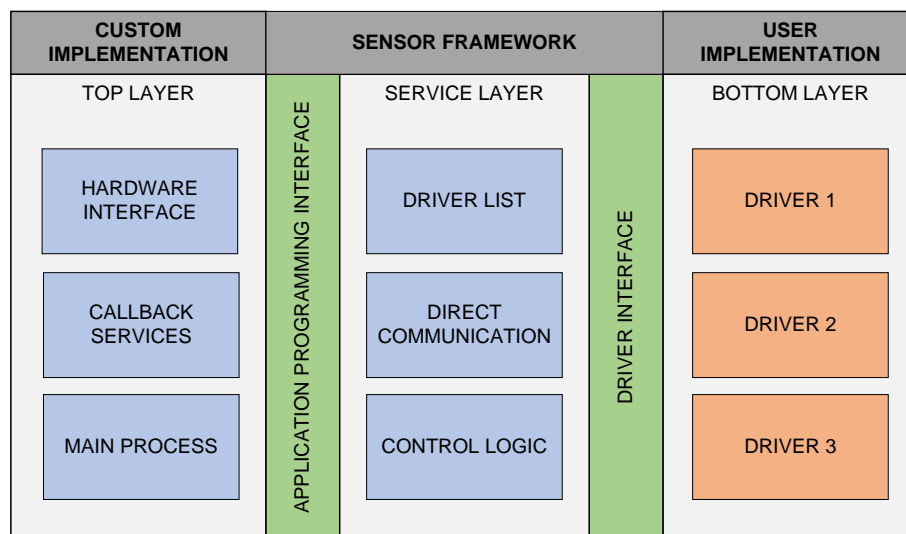 CUSTOM
IMPLEMENTATION
SENSOR FRAMEWORK
USER
IMPLEMENTATION
TOP LAYER
HARDWARE
INTERFACE
CALLBACK
SERVICES
MAIN PROCESS
APPLICATION PROGRAMMING INTERFACE
SERVICE LAYER
DRIVER LIST
DIRECT
COMMUNICATION
CONTROL LOGIC
DRIVER INTERFACE
BOTTOM LAYER
DRIVER 1
DRIVER 2
DRIVER 3